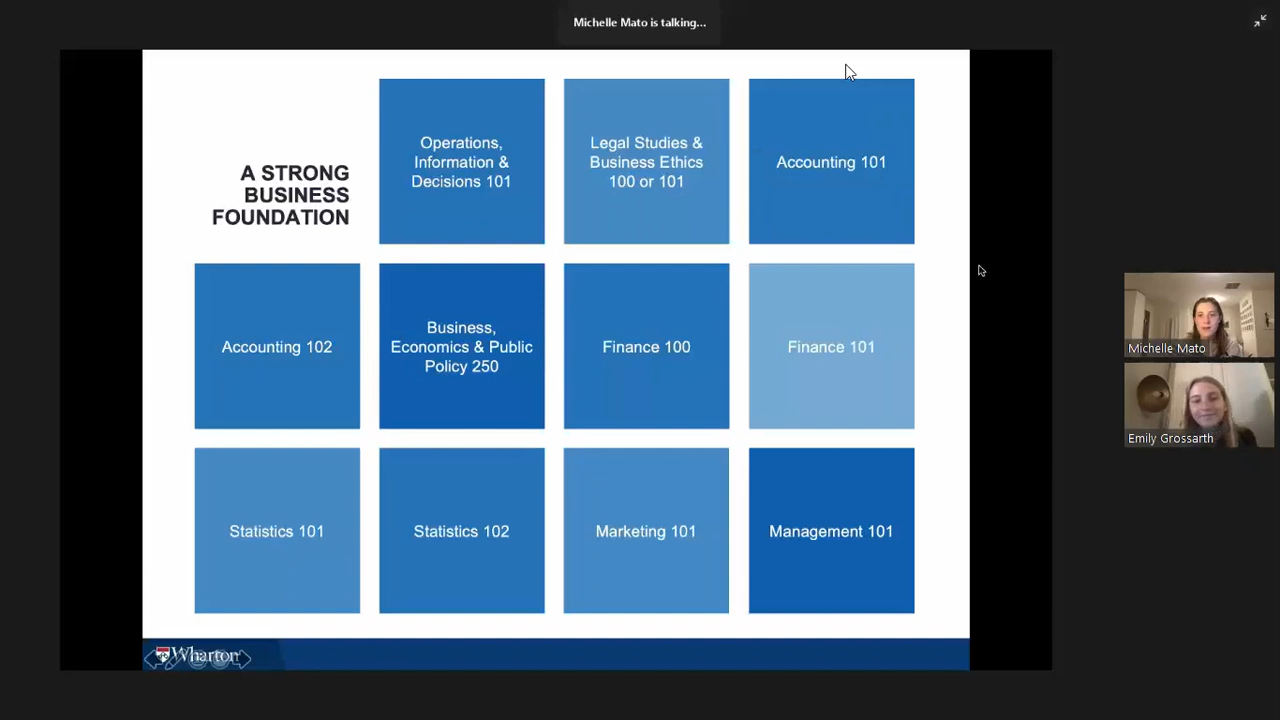 Michelle Mato is talking...
A STRONG
BUSINESS
FOUNDATION
Operations,
Information &
Decisions 101
Legal Studies &
Business Ethics
100 or 101
Accounting 101
Accounting 102
Business,
Economics & Public
Policy 250
Finance 100
Finance 101
Statistics 101
Statistics 102
Marketing 101
Management 101
Wharton
Michelle Mato
Emily Grossarth